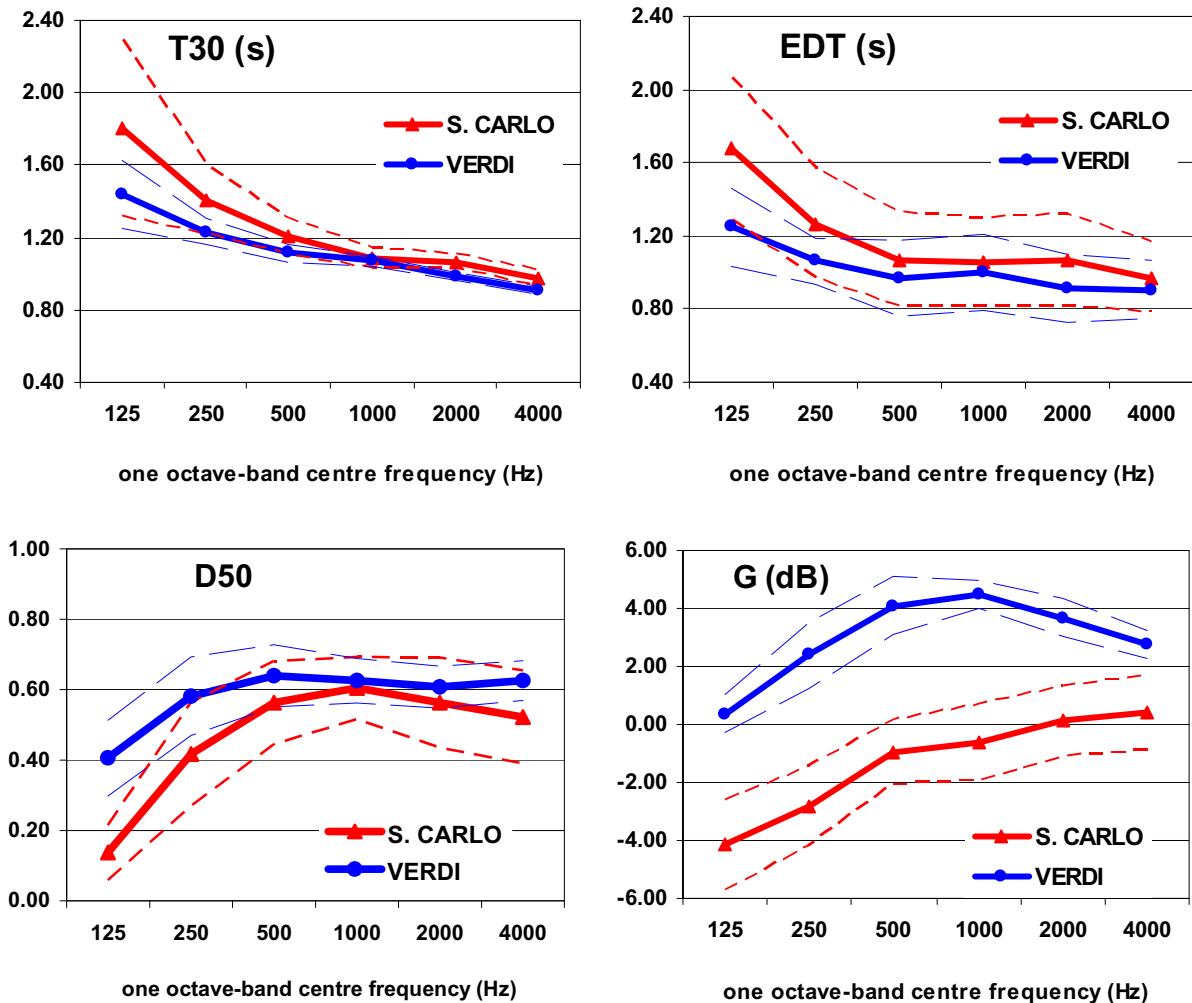 T30 (s)
2.40
2.00
1.60
1.20
0.80
0.40
S. CARLO
VERDI
125 250 500 1000 2000 4000
one octave-band centre frequency (Hz)
EDT (s)
2.40
2.00
1.60
1.20
0.80
0.40
S. CARLO
VERDI
125 250 500 1000 2000 4000
one octave-band centre frequency (Hz)
D50
1.00
0.80
0.60
0.40
0.20
0.00
S. CARLO
VERDI
125 250 500 1000 2000 4000
one octave-band centre frequency (Hz)
G (dB)
6.00
4.00
2.00
0.00
-2.00
-4.00
-6.00
S. CARLO
VERDI
125 250 500 1000 2000 4000
one octave-band centre frequency (Hz)